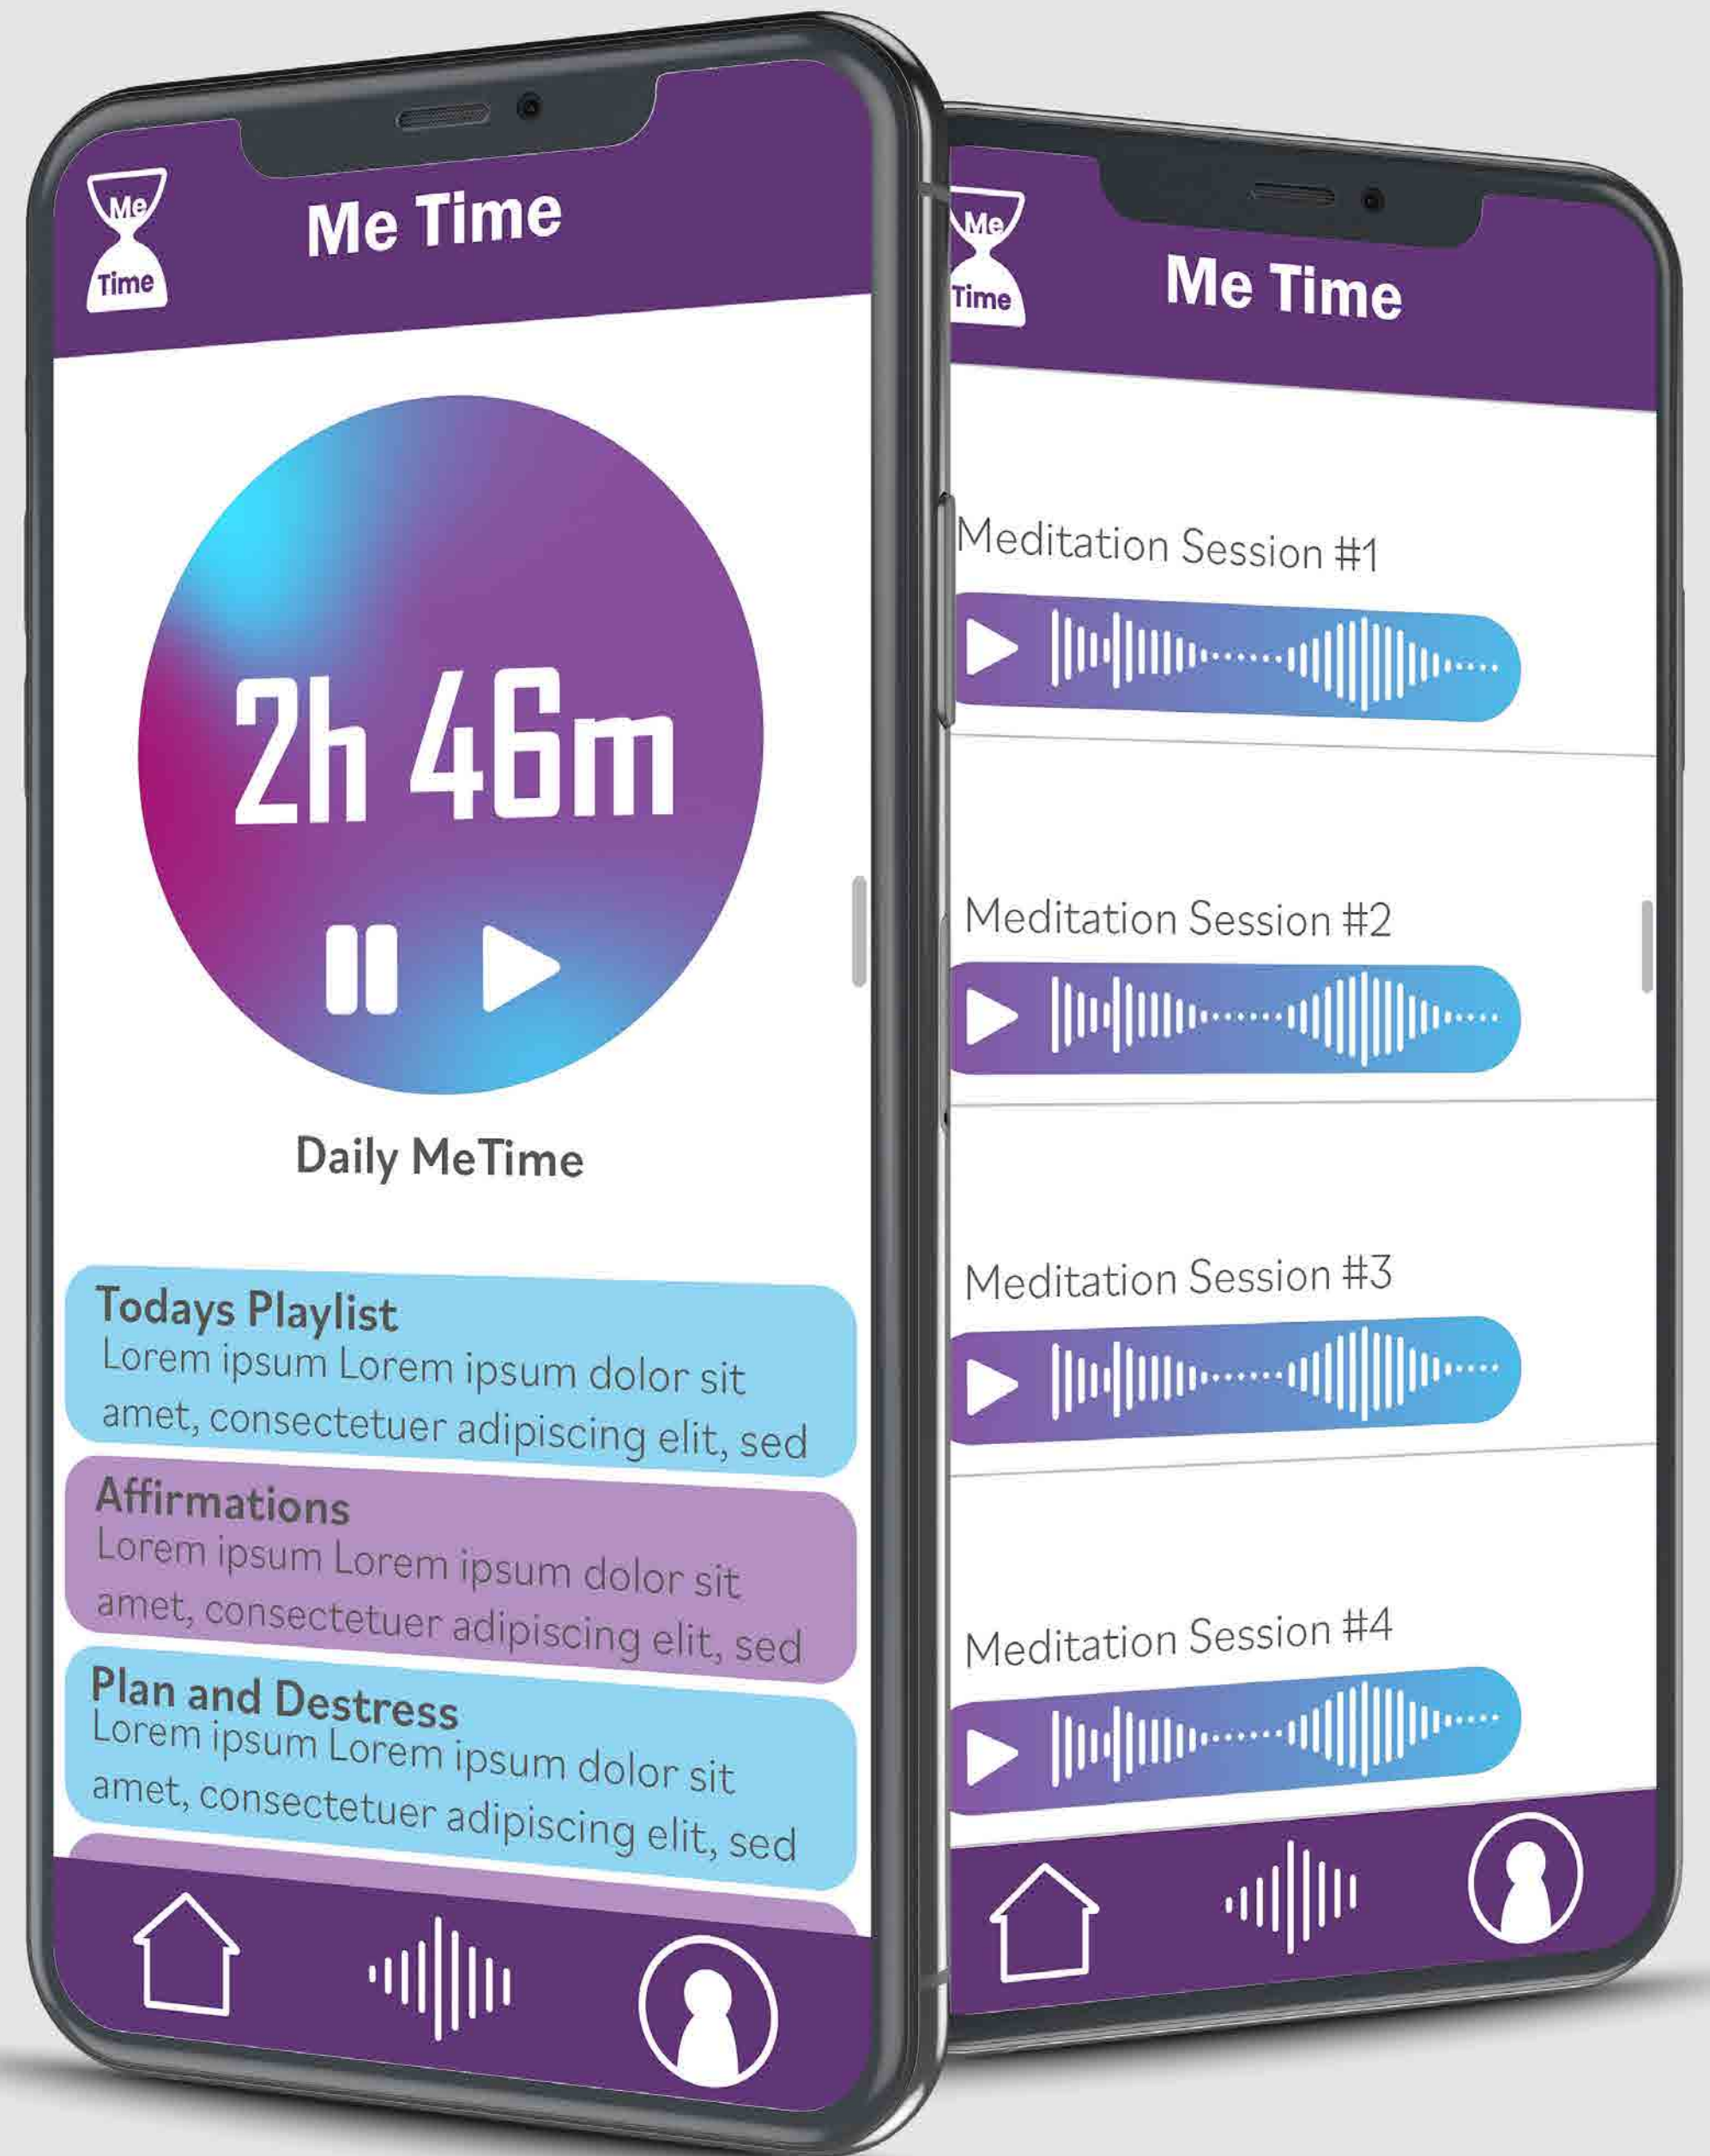 Me
Time
Me Time
2h 46m
Daily MeTime
Todays Playlist
Lorem ipsum Lorem ipsum dolor sit
amet, consectetuer adipiscing elit, sed
Affirmations
Lorem ipsum Lorem ipsum dolor sit
amet, consectetuer adipiscing elit, sed
Plan and Destress
Lorem ipsum Lorem ipsum dolor sit
amet, consectetuer adipiscing elit, sed
Me
Time
Me Time
Meditation Session #1
Meditation Session #2
Meditation Session #3
Meditation Session #4